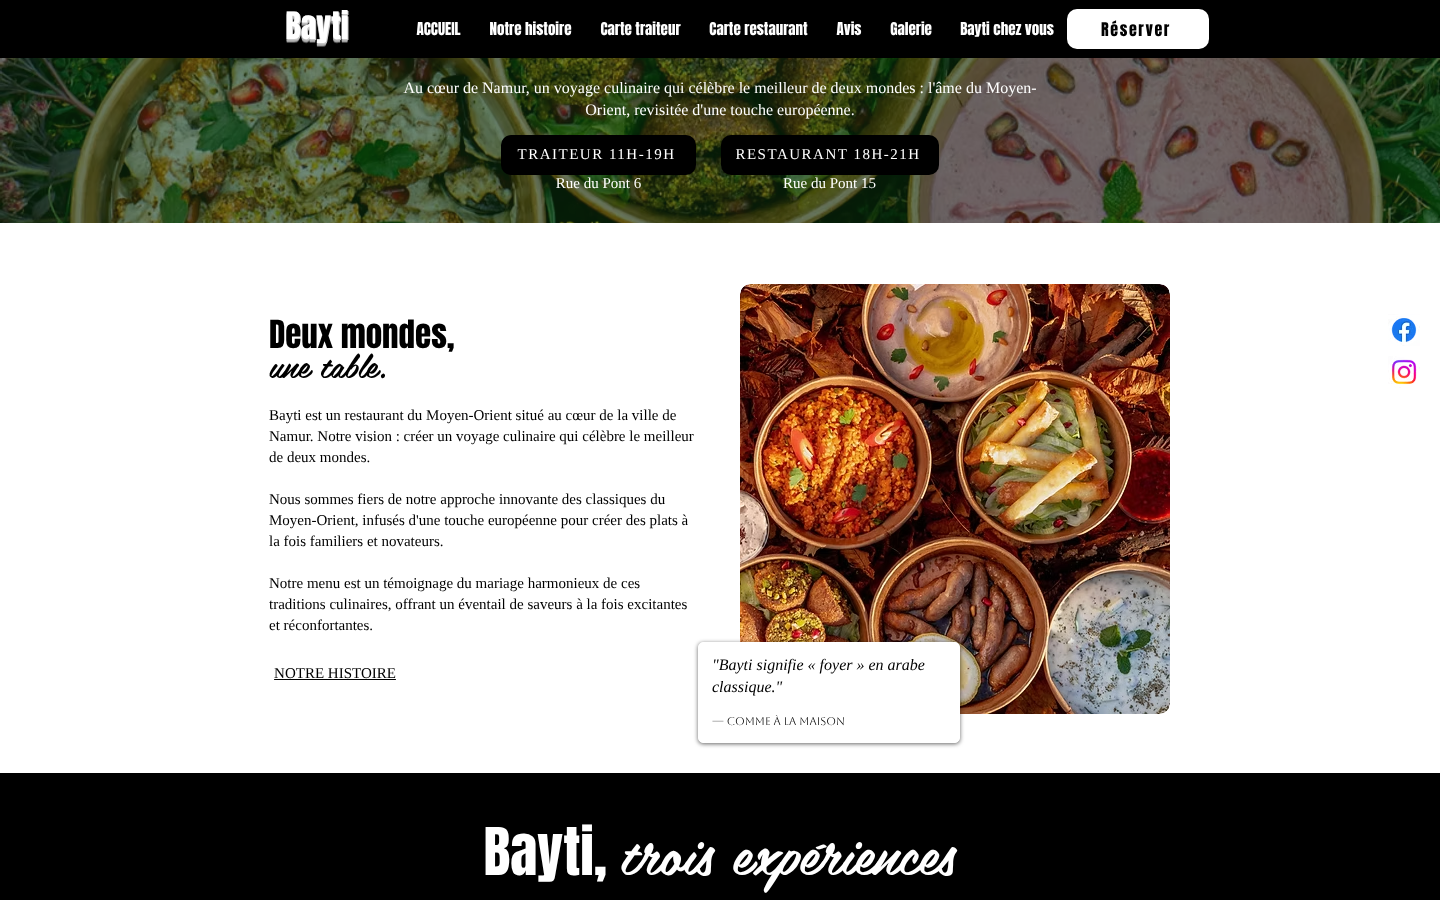 Bayti
ACCUEIL
Notre histoire
Carte traiteur
Carte restaurant
Avis
Galerie
Bayti chez vous
Réserver
Au cœur de Namur, un voyage culinaire qui célèbre le meilleur de deux mondes : l'âme du Moyen-
Orient, revisitée d'une touche européenne.
TRAITEUR 11H-19H
RESTAURANT 18H-21H
Rue du Pont 6
Rue du Pont 15
Deux mondes,
une table.
Bayti est un restaurant du Moyen-Orient situé au cœur de la ville de
Namur. Notre vision : créer un voyage culinaire qui célèbre le meilleur
de deux mondes.
Nous sommes fiers de notre approche innovante des classiques du
Moyen-Orient, infusés d'une touche européenne pour créer des plats à
la fois familiers et novateurs.
Notre menu est un témoignage du mariage harmonieux de ces
traditions culinaires, offrant un éventail de saveurs à la fois excitantes
et réconfortantes.
NOTRE HISTOIRE
"Bayti signifie « foyer » en arabe
classique."
— COMME À LA MAISON
Bayti, trois expériences